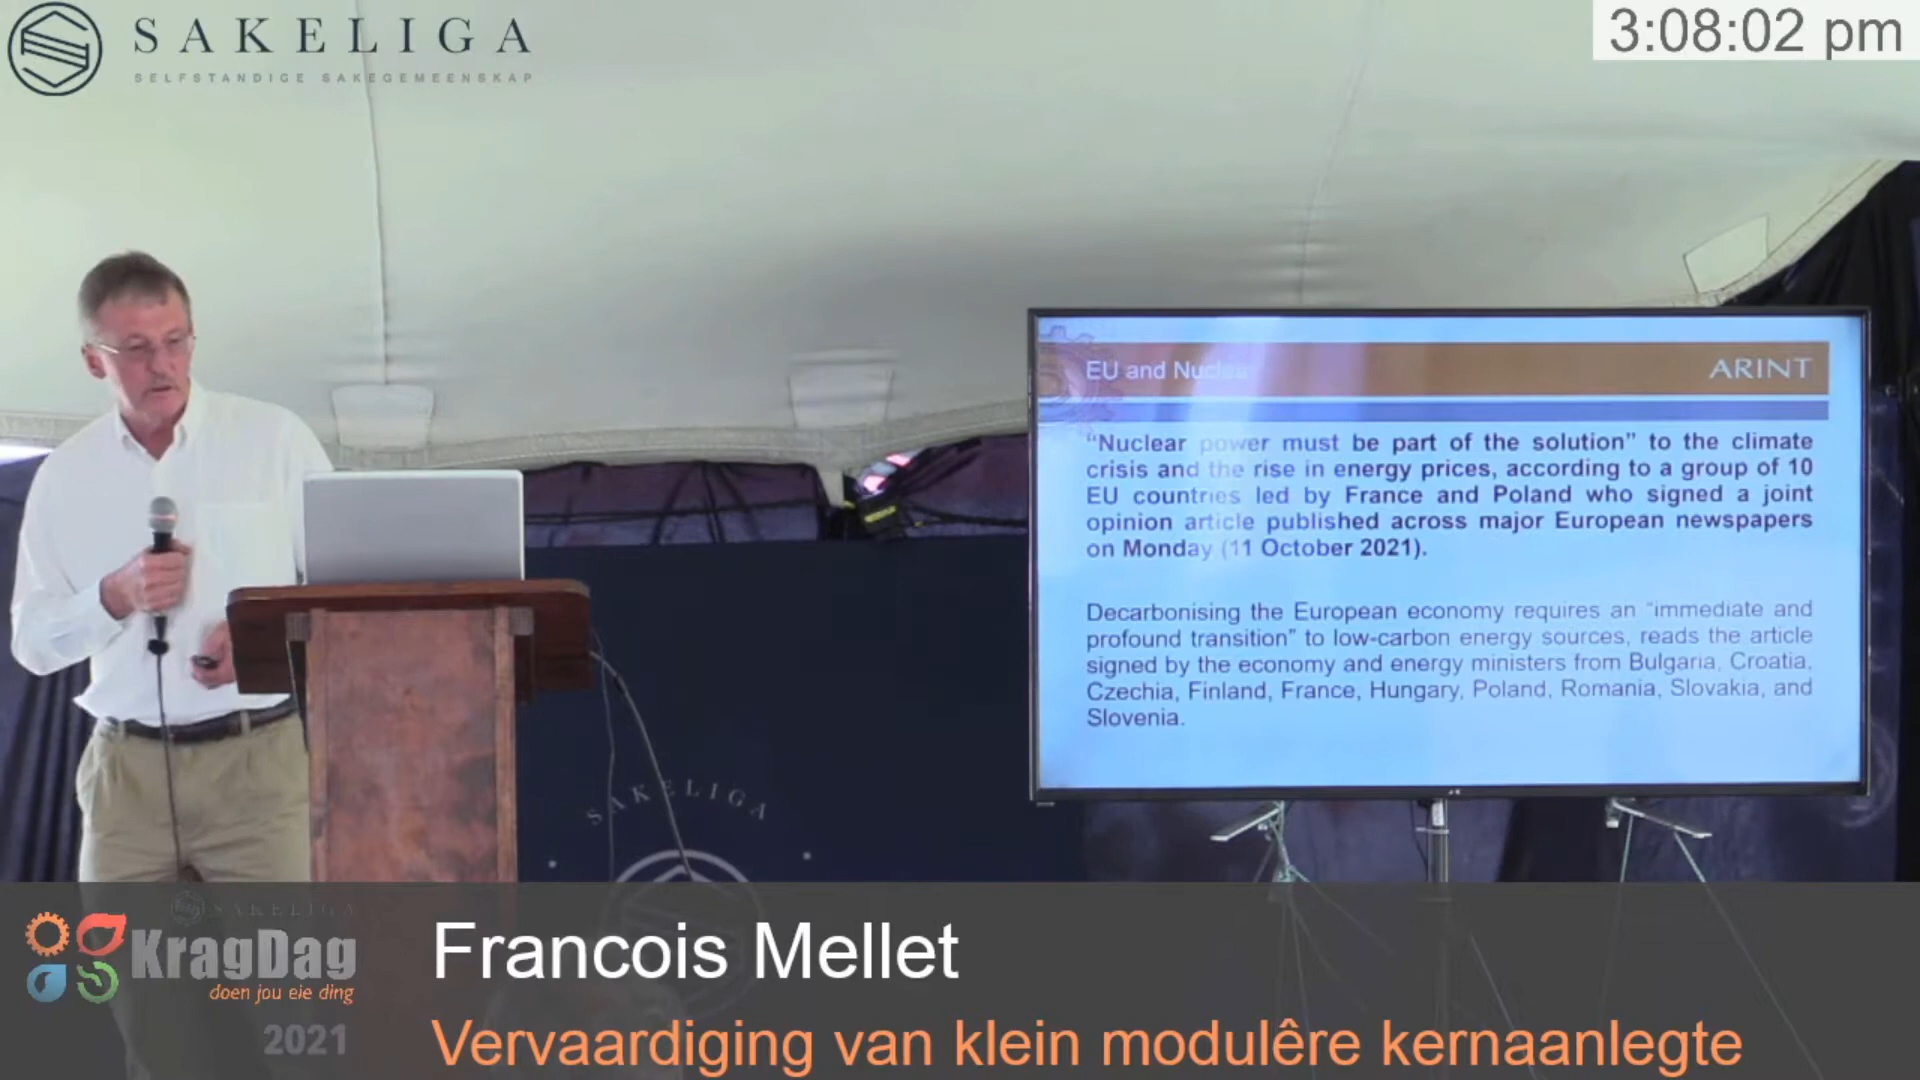 SAKELIGA
SELFSTANDIGE SAKEGEMEENSKAP
3:08:02 pm
EU and Nuclear
ARINT
“Nuclear power must be part of the solution” to the climate
crisis and the rise in energy prices, according to a group of 10
EU countries led by France and Poland who signed a joint
opinion article published across major European newspapers
on Monday (11 October 2021).
Decarbonising the European economy requires an “immediate and
profound transition” to low-carbon energy sources, reads the article
signed by the economy and energy ministers from Bulgaria, Croatia,
Czechia, Finland, France, Hungary, Poland, Romania, Slovakia, and
Slovenia.
SAKELIGA
SAKELIGA
KragDag
doen jou eie ding
2021
Francois Mellet
Vervaardiging van klein modulêre kernaanlegte